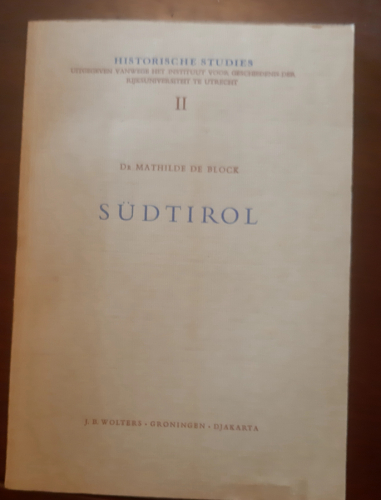 HISTORISCHE STUDIES
UITGEGEVEN VANWEGE HET INSTITUUT VOOR GESCHIEDENIS DER
RIJKSUNIVERSITEIT TE UTRECHT
II
Dr MATHILDE DE BLOCK
SÜDTIROL
J. B. WOLTERS · GRONINGEN · DJAKARTA